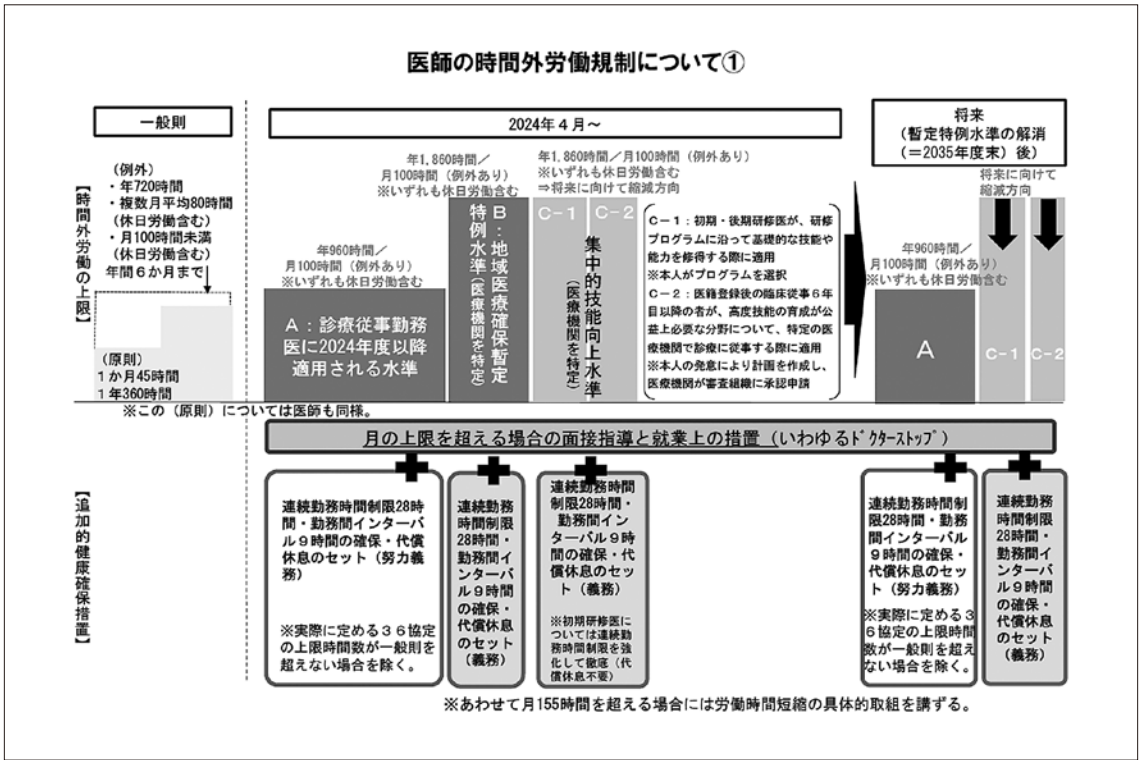 医師の時間外労働規制について①
一般則
2024年4月~
将来
(暫定特例水準の解消
(=2035年度末)後)
【時間外労働の上限】
(例外)
・年720時間
・複数月平均80時間
(休日労働含む)
・月100時間未満
(休日労働含む)
年間6か月まで
(原則)
1か月45時間
1年360時間
※この(原則)については医師も同様。
年960時間/
月100時間(例外あり)
※いずれも休日労働含む
A:診療従事勤務
医に2024年度以降
適用される水準
年1,860時間/
月100時間(例外あり)
※いずれも休日労働含む
B:地域医療確保暫定
特例水準(医療機関を特定)
年1,860時間/月100時間(例外あり)
※いずれも休日労働含む
⇒将来に向けて縮減方向
C-1
C-2
集中的技能向上水準
(医療機関を特定)
C-1:初期・後期研修医が、研修
プログラムに沿って基礎的な技能や
能力を修得する際に適用
※本人がプログラムを選択
C-2:医籍登録後の臨床従事6年
目以降の者が、高度技能の育成が公
益上必要な分野について、特定の医
療機関で診療に従事する際に適用
※本人の発意により計画を作成し、
医療機関が審査組織に承認申請
年960時間/
月100時間(例外あり)
※いずれも休日労働含む
A
将来に向けて
縮減方向
C-1
C-2
月の上限を超える場合の面接指導と就業上の措置(いわゆるドクターストップ)
【追加的健康確保措置】
連続勤務時間制限28時
間・勤務間インターバ
ル9時間の確保・代償
休息のセット(努力義
務)
※実際に定める36協定
の上限時間数が一般則を
超えない場合を除く。
連続勤務
時間制限
28時間・
勤務間イ
ンターバ
ル9時間
の確保・
代償休息
のセット
(義務)
連続勤務時間
制限28時間・
勤務間イン
ターバル9時
間の確保・代
償休息のセッ
ト(義務)
※初期研修医に
ついては連続勤
務時間制限を強
化して徹底(代
償休息不要)
連続勤務時間制
限28時間・勤務
間インターバル
9時間の確保・
代償休息のセッ
ト(努力義務)
※実際に定める3
6協定の上限時間
数が一般則を超え
ない場合を除く。
連続勤務
時間制限
28時間・
勤務間イ
ンターバ
ル9時間
の確保・
代償休息
のセット
(義務)
※あわせて月155時間を超える場合には労働時間短縮の具体的取組を講ずる。